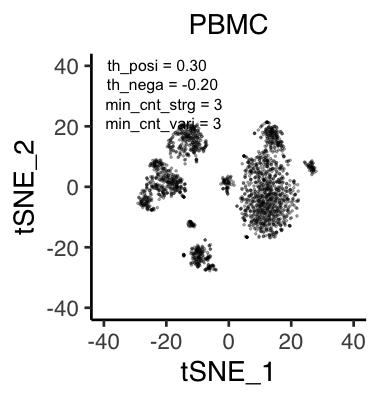 PBMC
th_posi = 0.30
th_nega = -0.20
min_cnt_strg = 3
min_cnt_vari = 3
40
20
0
-20
-40
tSNE_2
-40 -20 0 20 40
tSNE_1